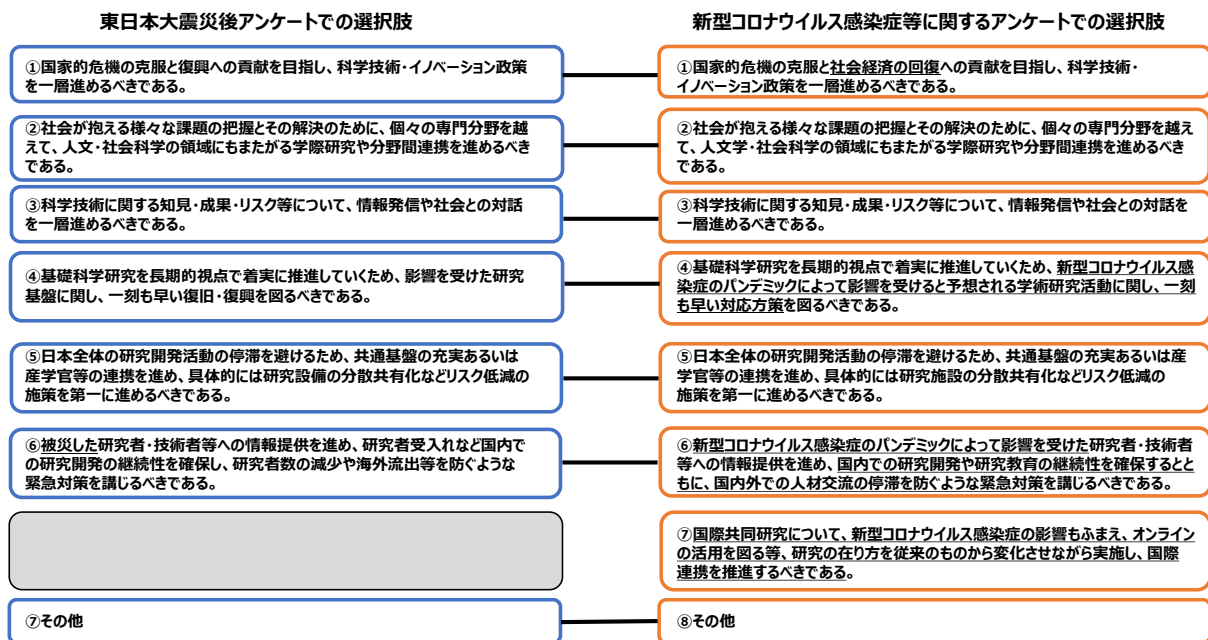 東日本大震災後アンケートでの選択肢
①国家的危機の克服と復興への貢献を目指し、科学技術・イノベーション政策
を一層進めるべきである。
②社会が抱える様々な課題の把握とその解決のために、個々の専門分野を越
えて、人文・社会科学の領域にもまたがる学際研究や分野間連携を進めるべき
である。
③科学技術に関する知見・成果・リスク等について、情報発信や社会との対話
を一層進めるべきである。
④基礎科学研究を長期的視点で着実に推進していくため、影響を受けた研究
基盤に関し、一刻も早い復旧・復興を図るべきである。
⑤日本全体の研究開発活動の停滞を避けるため、共通基盤の充実あるいは
産学官等の連携を進め、具体的には研究設備の分散共有化などリスク低減の
施策を第一に進めるべきである。
⑥被災した研究者・技術者等への情報提供を進め、研究者受入れなど国内で
の研究開発の継続性を確保し、研究者数の減少や海外流出等を防ぐような
緊急対策を講じるべきである。
⑦その他
新型コロナウイルス感染症等に関するアンケートでの選択肢
①国家的危機の克服と社会経済の回復への貢献を目指し、科学技術・
イノベーション政策を一層進めるべきである。
②社会が抱える様々な課題の把握とその解決のために、個々の専門分野を越え
て、人文学・社会科学の領域にもまたがる学際研究や分野間連携を進めるべき
である。
③科学技術に関する知見・成果・リスク等について、情報発信や社会との対話を
一層進めるべきである。
④基礎科学研究を長期的視点で着実に推進していくため、新型コロナウイルス感
染症のパンデミックによって影響を受けると予想される学術研究活動に関し、一刻
も早い対応方策を図るべきである。
⑤日本全体の研究開発活動の停滞を避けるため、共通基盤の充実あるいは産
学官等の連携を進め、具体的には研究施設の分散共有化などリスク低減の
施策を第一に進めるべきである。
⑥新型コロナウイルス感染症のパンデミックによって影響を受けた研究者・技術者
等への情報提供を進め、国内での研究開発や研究教育の継続性を確保するとと
もに、国内外での人材交流の停滞を防ぐような緊急対策を講じるべきである。
⑦国際共同研究について、新型コロナウイルス感染症の影響もふまえ、オンライン
の活用を図る等、研究の在り方を従来のものから変化させながら実施し、国際
連携を推進するべきである。
⑧その他